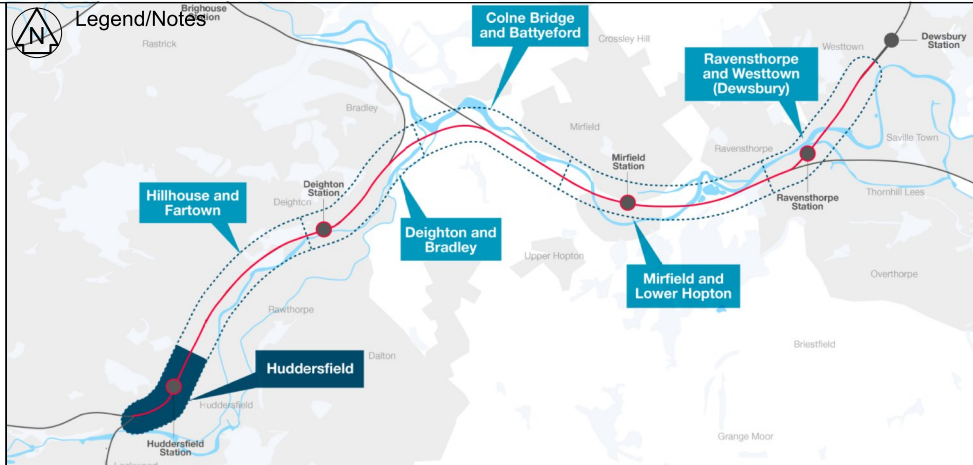 N
Legend/Notes
Brighouse
Station
Rastrick
Colne Bridge
and Battyeford
Crossley Hill
Westtown
Dewsbury
Station
Ravensthorpe
and Westtown
(Dewsbury)
Bradley
Mirfield
Ravensthorpe
Saville Town
Mirfield
Station
Deighton
Station
Hillhouse and
Fartown
Deighton
Thornhill Lees
Ravensthorpe
Station
Deighton and
Bradley
Upper Hopton
Mirfield and
Lower Hopton
Overthorpe
Rawthorpe
Briestfield
Dalton
Huddersfield
Huddersfield
Grange Moor
Huddersfield
Station
Lockwood